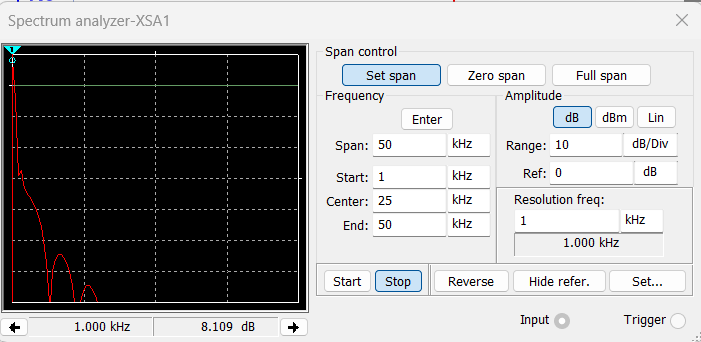 Spectrum analyzer-XSA1
1
Span control
Set span Zero span Full span
Frequency
Enter
Span: 50 kHz
Start: 1 kHz
Center: 25 kHz
End: 50 kHz
Amplitude
dB dBm Lin
Range: 10 dB/Div
Ref: 0 dB
Resolution freq:
1 kHz
1.000 kHz
Start Stop Reverse Hide refer. Set...
1.000 kHz 8.109 dB
Input Trigger